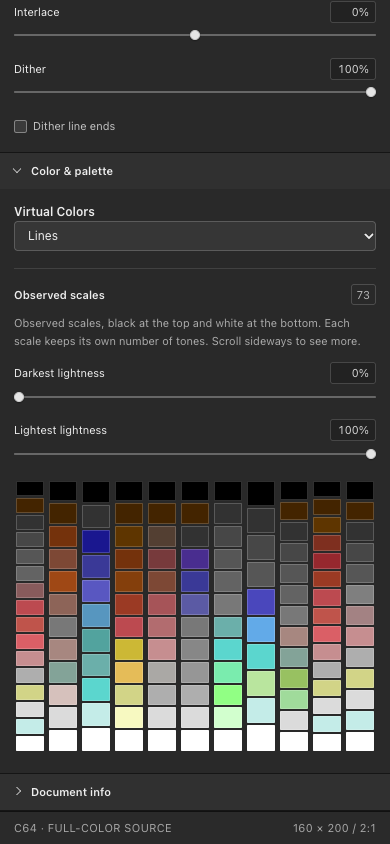 Interlace
0%
Dither
100%
Dither line ends
Color & palette
Virtual Colors
Lines
Observed scales
73
Observed scales, black at the top and white at the bottom. Each
scale keeps its own number of tones. Scroll sideways to see more.
Darkest lightness
0%
Lightest lightness
100%
Document info
C64 · FULL-COLOR SOURCE
160 × 200 / 2:1